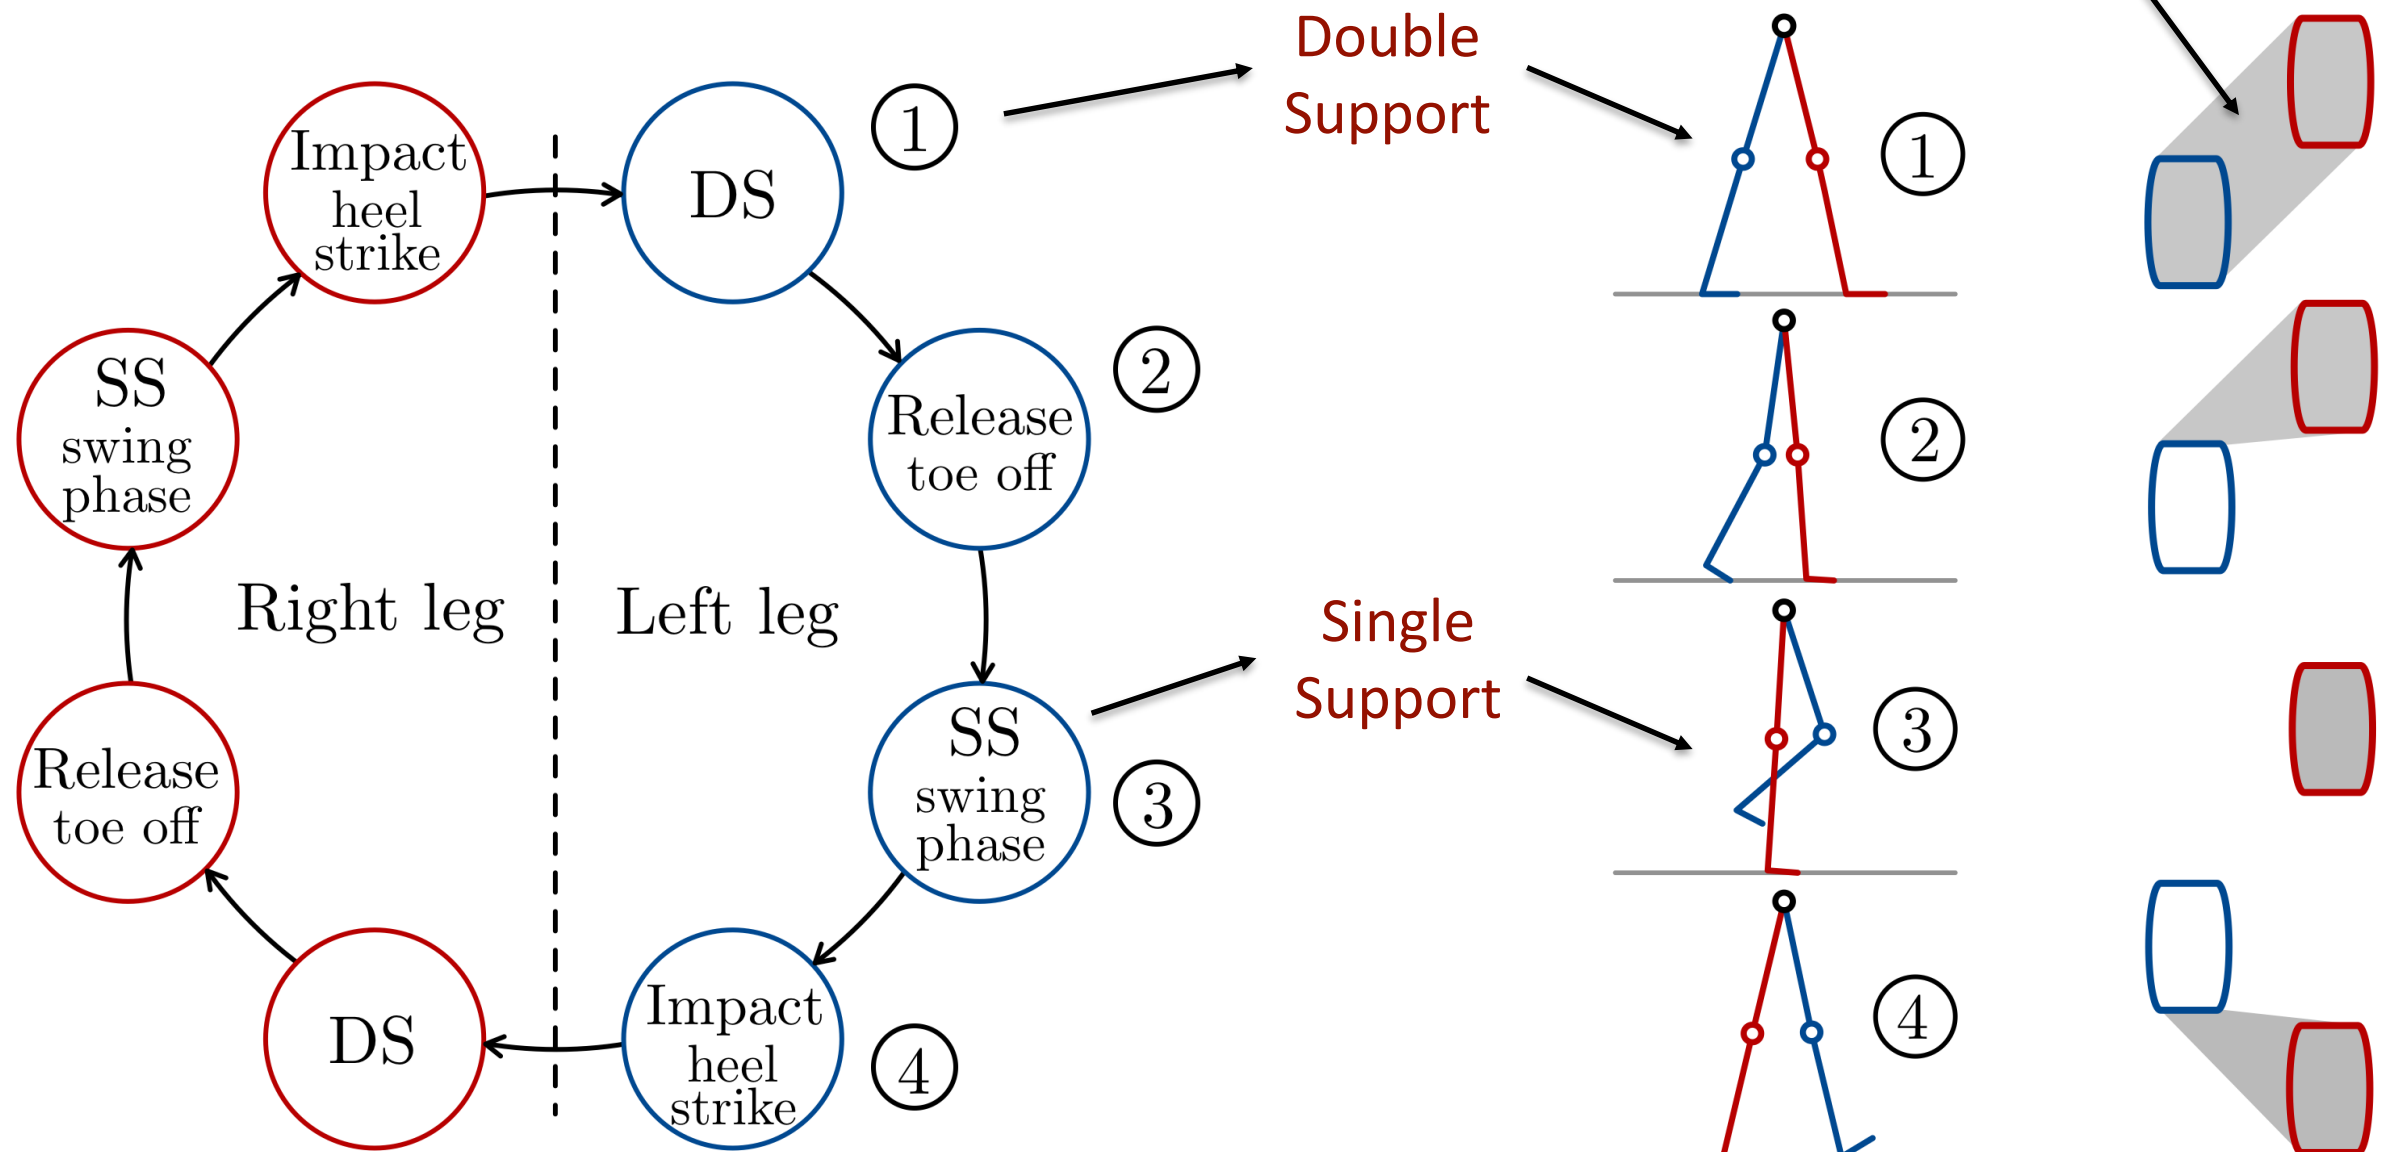 Impact
heel
strike
DS
1
Release
toe off
2
SS
swing
phase
3
Impact
heel
strike
4
DS
Release
toe off
SS
swing
phase
Right leg
Left leg
Double
Support
Single
Support
1
2
3
4